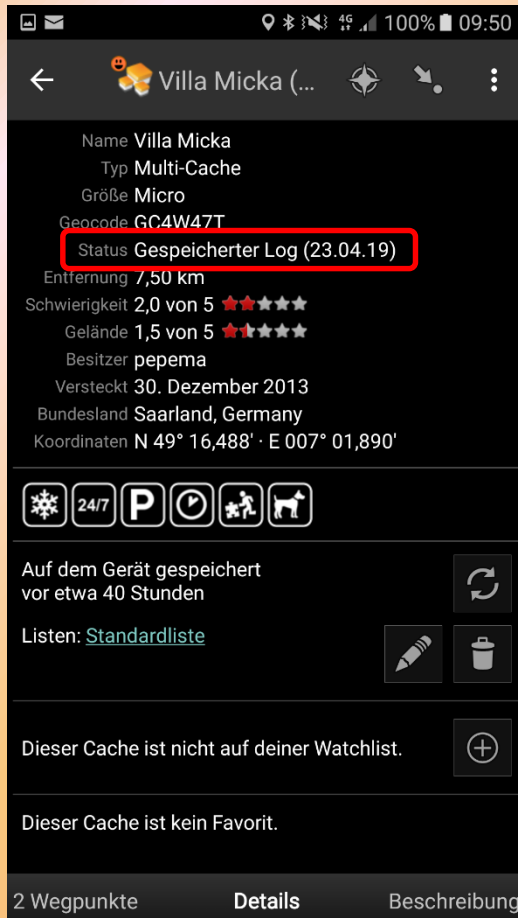 4G 100% 09:50
Villa Micka (...
Name Villa Micka
Typ Multi-Cache
Größe Micro
Geocode GC4W47T
Status Gespeicherter Log (23.04.19)
Entfernung 7,50 km
Schwierigkeit 2,0 von 5
Gelände 1,5 von 5
Besitzer pepema
Versteckt 30. Dezember 2013
Bundesland Saarland, Germany
Koordinaten N 49° 16,488' · E 007° 01,890'
24/7 P
Auf dem Gerät gespeichert
vor etwa 40 Stunden
Listen: Standardliste
Dieser Cache ist nicht auf deiner Watchlist.
Dieser Cache ist kein Favorit.
2 Wegpunkte Details Beschreibung